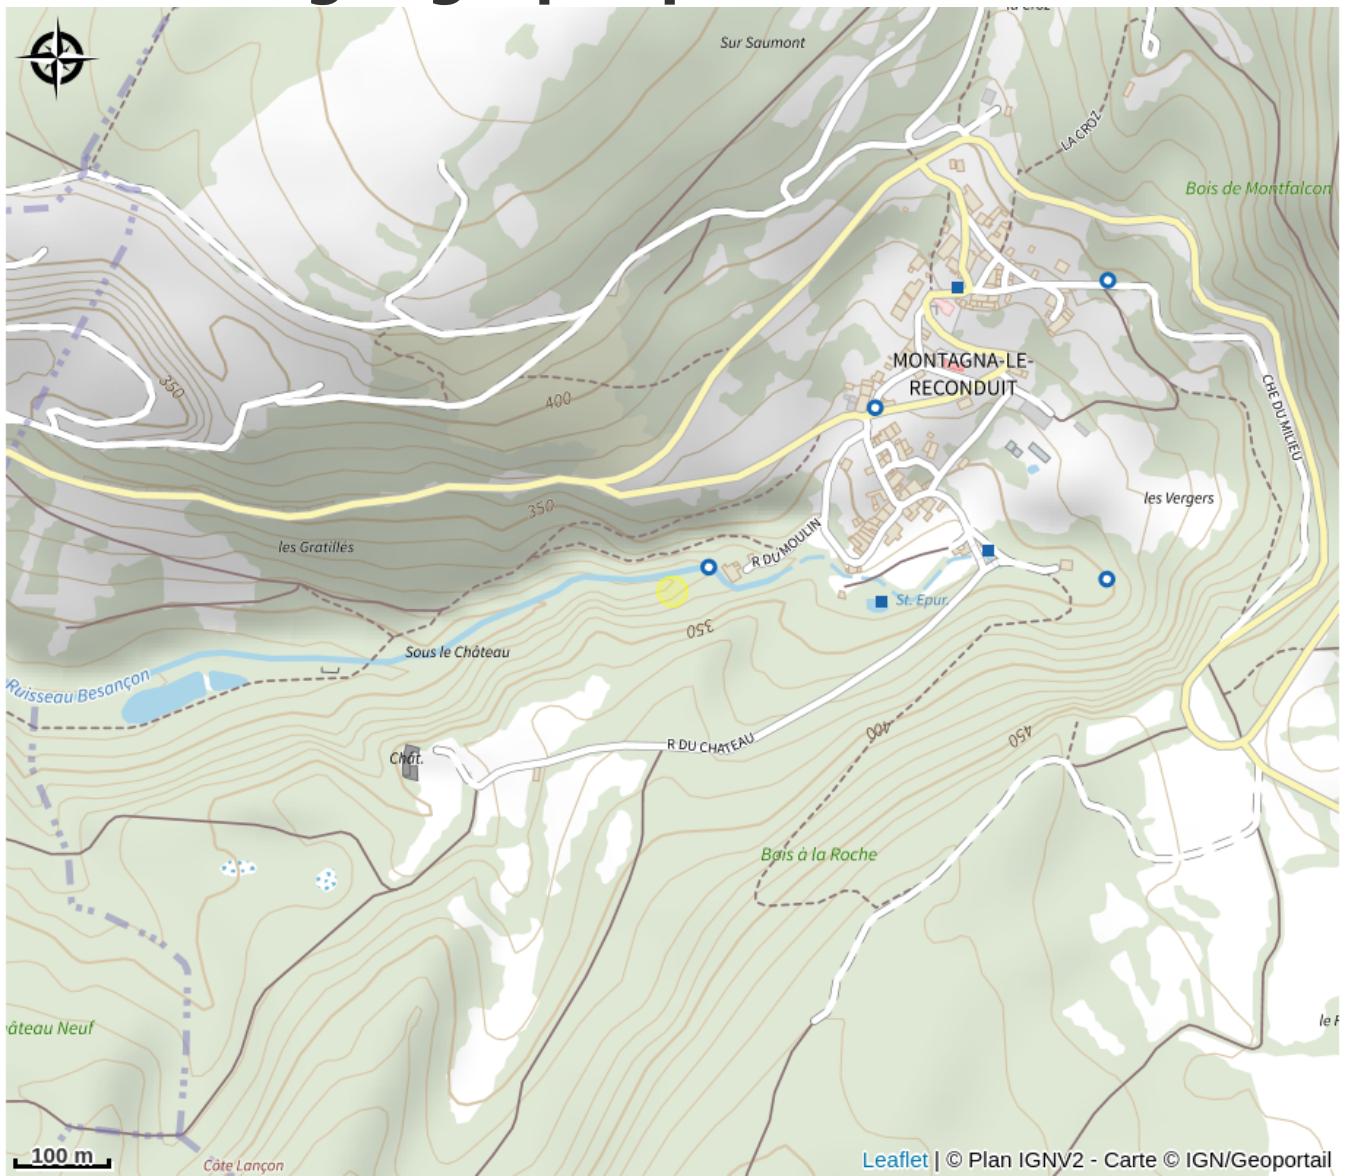 Sur Saumont
LA CROZ
Bois de Montfalcon
MONTAGNA-LE-
RECONDUIT
350
400
CHE DU MILIEU
les Vergers
350
les Gratillés
R DU MOULIN
St. Epur.
350
Sous le Château
Ruisseau Besançon
400
450
R DU CHATEAU
Chât.
Bois à la Roche
âteau Neuf
100 m
Côte Lançon
Leaflet | © Plan IGNV2 - Carte © IGN/Geoportail